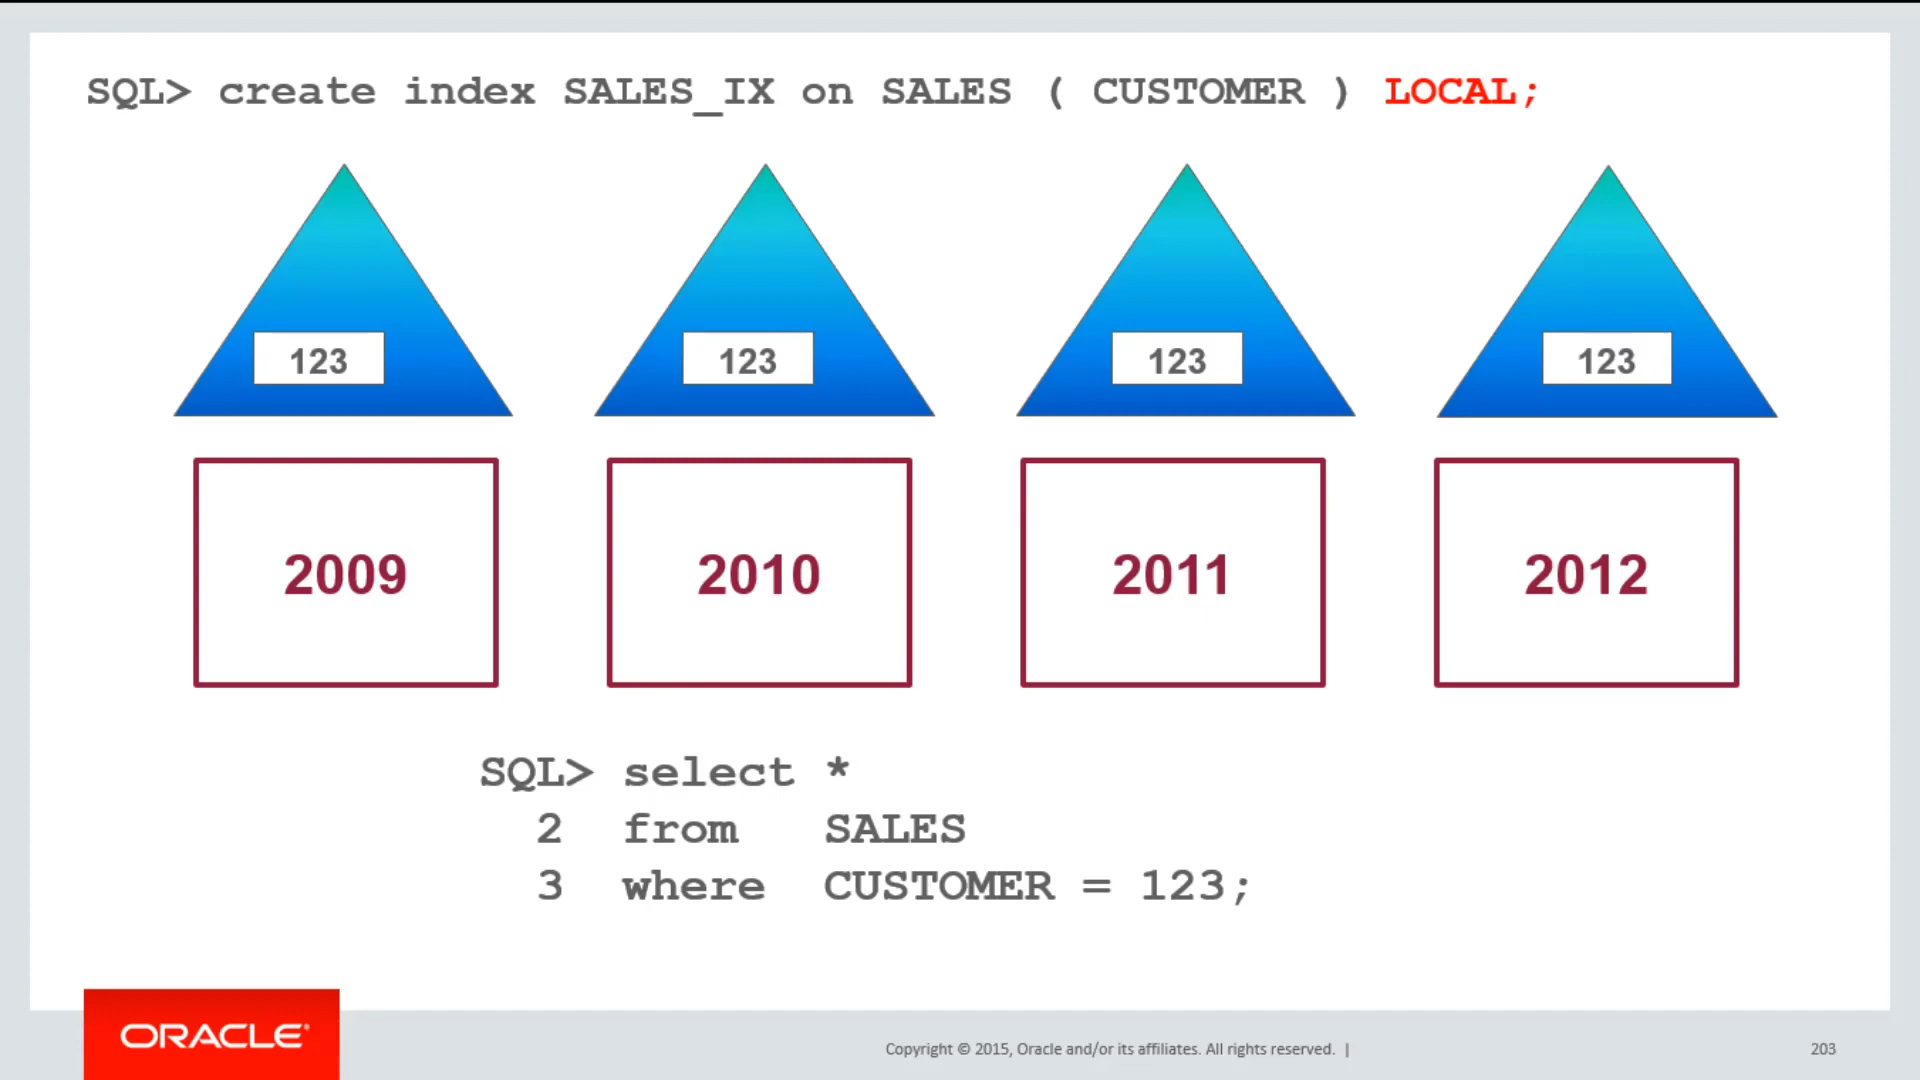 SQL> create index SALES_IX on SALES ( CUSTOMER ) LOCAL;
123 123 123 123
2009 2010 2011 2012
SQL> select *
2 from SALES
3 where CUSTOMER = 123;
ORACLE®
Copyright © 2015, Oracle and/or its affiliates. All rights reserved. |
203